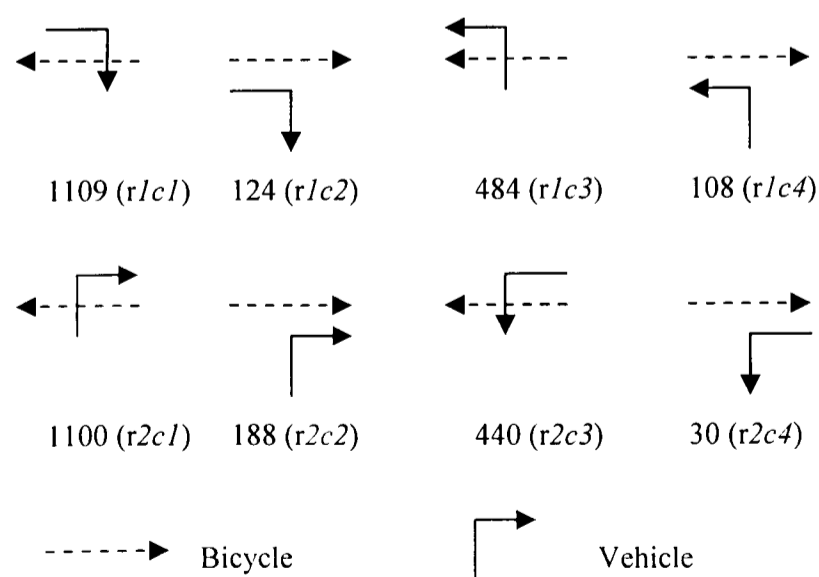 1109 (r1c1) 124 (r1c2) 484 (r1c3) 108 (r1c4)
1100 (r2c1) 188 (r2c2) 440 (r2c3) 30 (r2c4)
Bicycle Vehicle